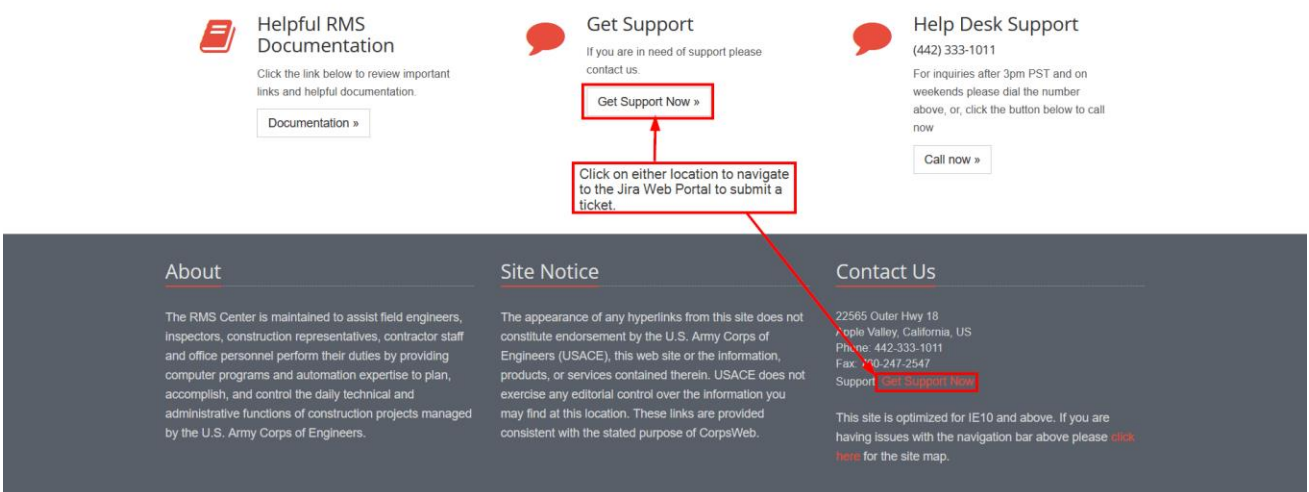 Helpful RMS
Documentation
Click the link below to review important
links and helpful documentation.
Documentation »
Get Support
If you are in need of support please
contact us.
Get Support Now »
Help Desk Support
(442) 333-1011
For inquiries after 3pm PST and on
weekends please dial the number
above, or, click the button below to call
now
Call now »
Click on either location to navigate
to the Jira Web Portal to submit a
ticket.
About
The RMS Center is maintained to assist field engineers,
inspectors, construction representatives, contractor staff
and office personnel perform their duties by providing
computer programs and automation expertise to plan,
accomplish, and control the daily technical and
administrative functions of construction projects managed
by the U.S. Army Corps of Engineers.
Site Notice
The appearance of any hyperlinks from this site does not
constitute endorsement by the U.S. Army Corps of
Engineers (USACE), this web site or the information,
products, or services contained therein. USACE does not
exercise any editorial control over the information you
may find at this location. These links are provided
consistent with the stated purpose of CorpsWeb.
Contact Us
22565 Outer Hwy 18
Apple Valley, California, US
Phone: 442-333-1011
Fax: 760-247-2547
Support: Get Support Now
This site is optimized for IE10 and above. If you are
having issues with the navigation bar above please click
here for the site map.